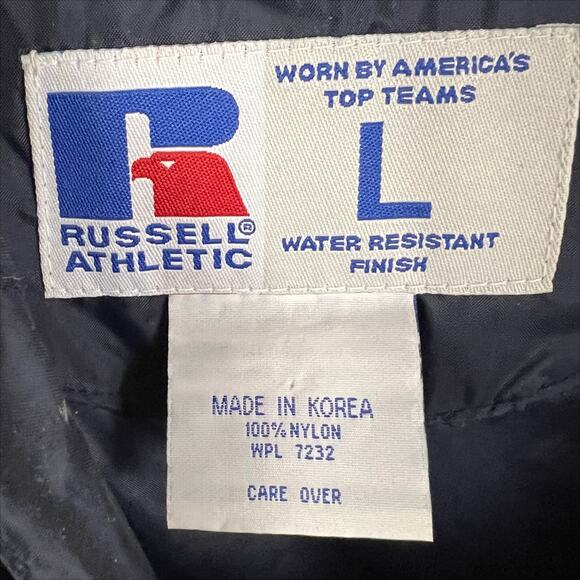 RUSSELL®
ATHLETIC
WORN BY AMERICA'S
TOP TEAMS
L
WATER RESISTANT
FINISH
MADE IN KOREA
100% NYLON
WPL 7232
CARE OVER